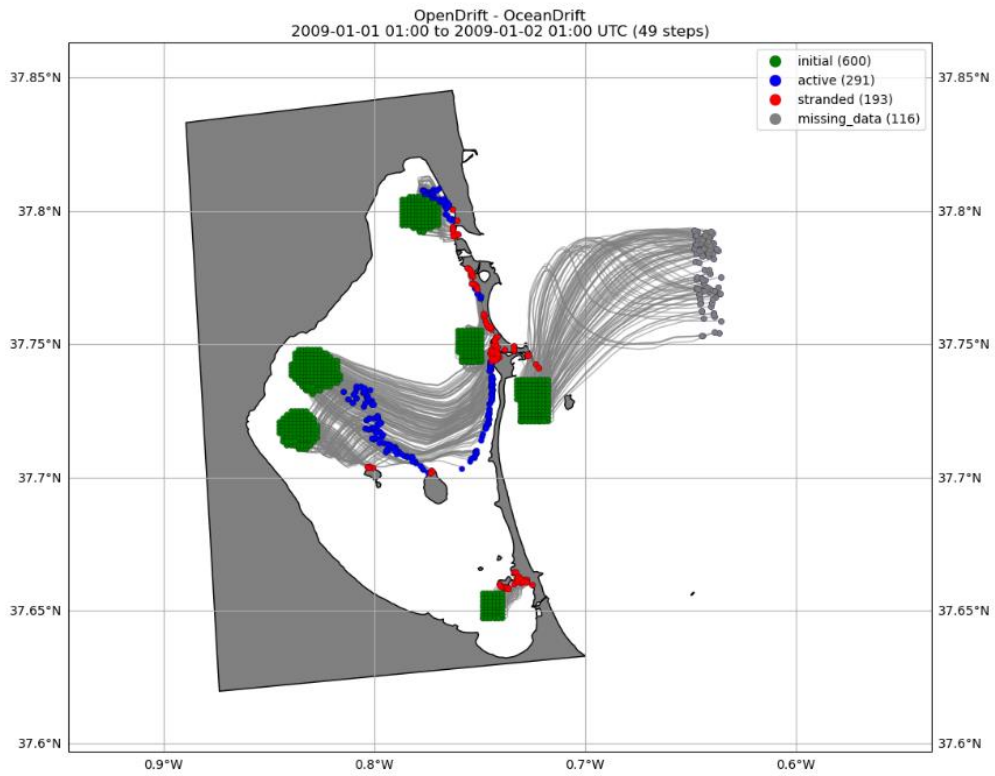 OpenDrift - OceanDrift
2009-01-01 01:00 to 2009-01-02 01:00 UTC (49 steps)
initial (600)
active (291)
stranded (193)
missing_data (116)
37.85°N 37.85°N
37.8°N 37.8°N
37.75°N 37.75°N
37.7°N 37.7°N
37.65°N 37.65°N
37.6°N 37.6°N
0.9°W 0.8°W 0.7°W 0.6°W